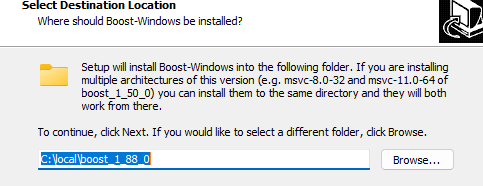 Select Destination Location
Where should Boost-Windows be installed?
Setup will install Boost-Windows into the following folder. If you are installing
multiple architectures of this version (e.g. msvc-8.0-32 and msvc-11.0-64 of
boost_1_50_0) you can install them to the same directory and they will both
work from there.
To continue, click Next. If you would like to select a different folder, click Browse.
C:\local\boost_1_88_0
Browse...